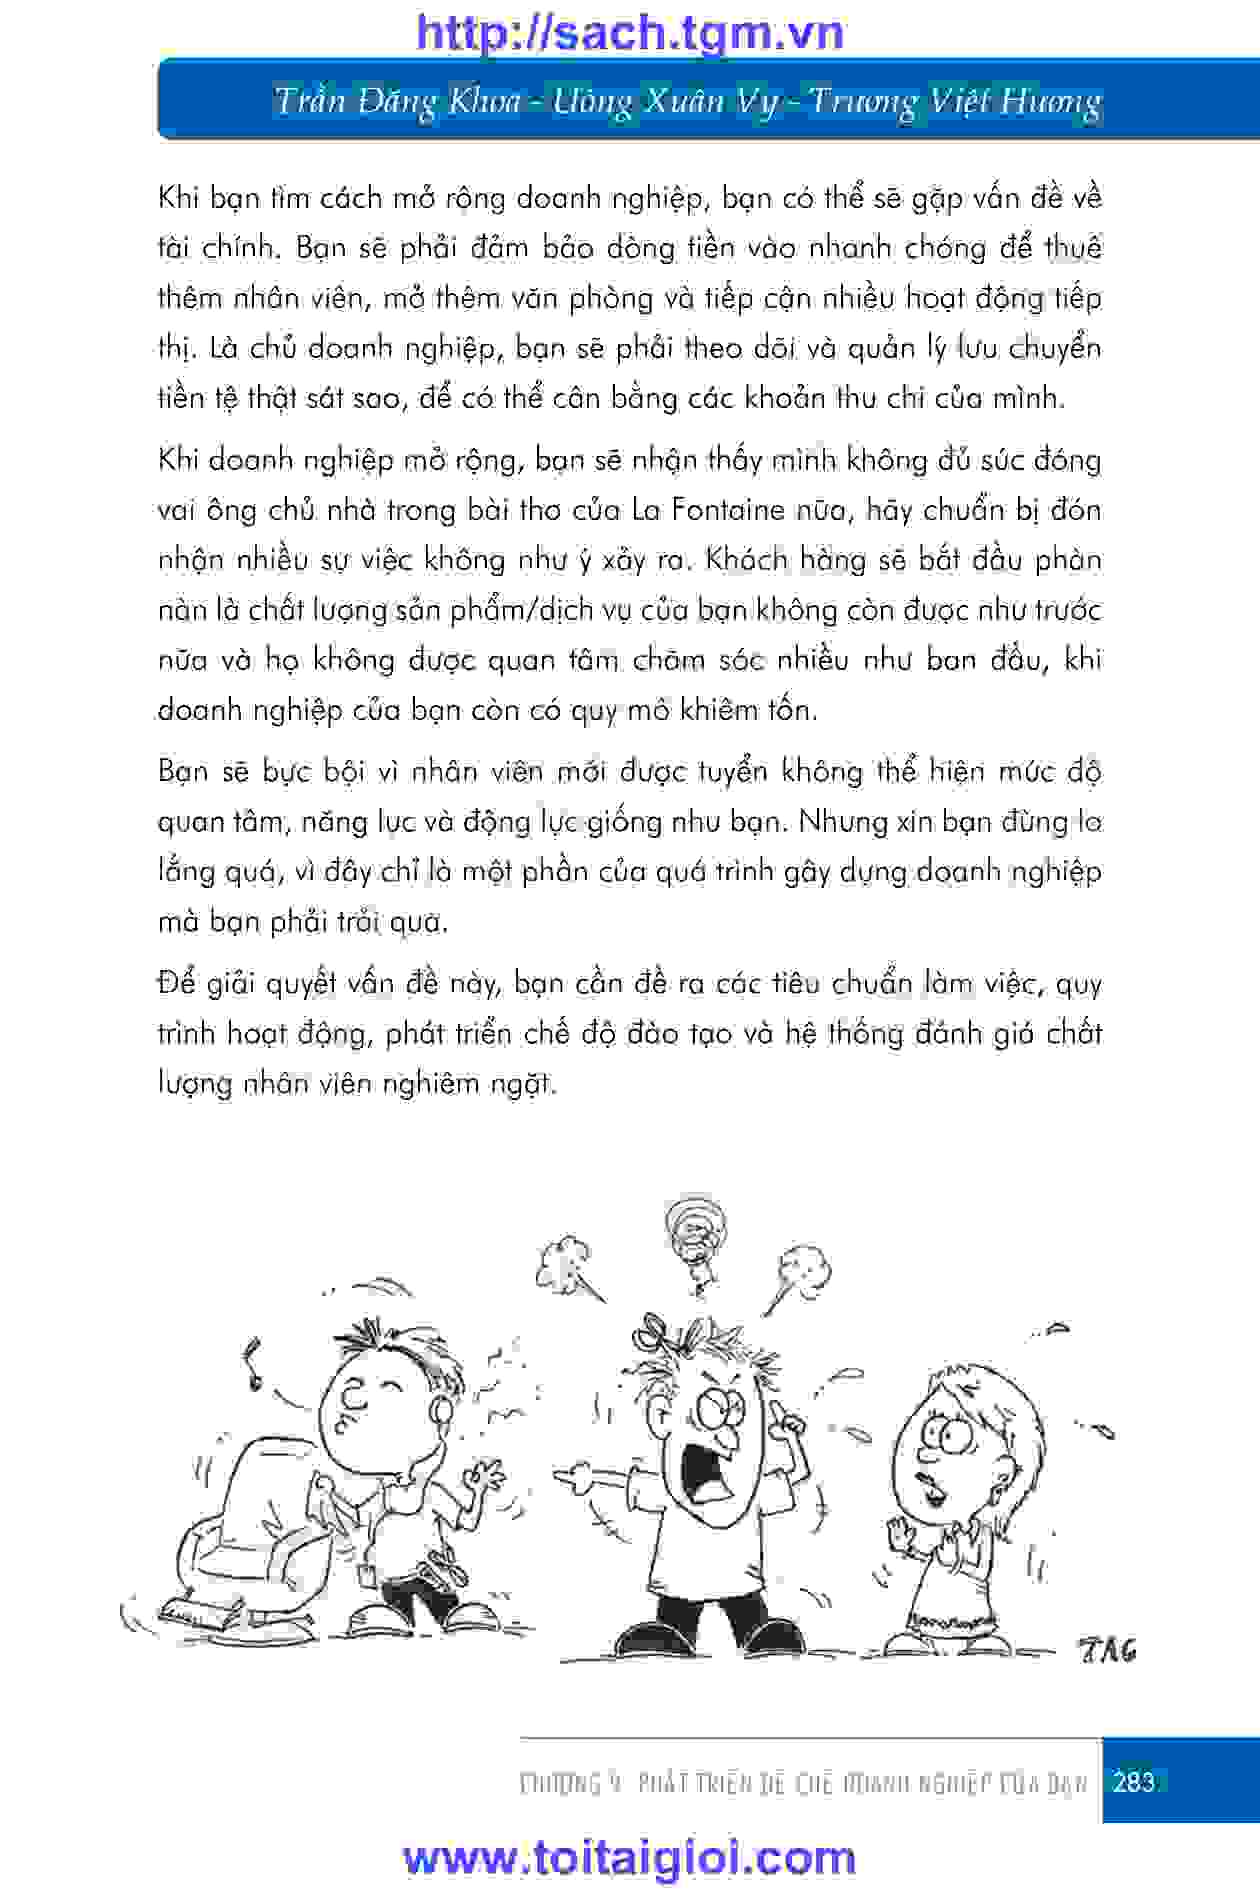 http://sach.tgm.vn
Trần Đăng Khoa - Uông Xuân Vy - Trương Việt Hương
Khi bạn tìm cách mở rộng doanh nghiệp, bạn có thể sẽ gặp vấn đề về
tài chính. Bạn sẽ phải đảm bảo dòng tiền vào nhanh chóng để thuê
thêm nhân viên, mở thêm văn phòng và tiếp cận nhiều hoạt động tiếp
thị. Là chủ doanh nghiệp, bạn sẽ phải theo dõi và quản lý lưu chuyển
tiền tệ thật sát sao, để có thể cân bằng các khoản thu chi của mình.
Khi doanh nghiệp mở rộng, bạn sẽ nhận thấy mình không đủ sức đóng
vai ông chủ nhà trong bài thơ của La Fontaine nữa, hãy chuẩn bị đón
nhận nhiều sự việc không như ý xảy ra. Khách hàng sẽ bắt đầu phàn
nàn là chất lượng sản phẩm/dịch vụ của bạn không còn được như trước
nữa và họ không được quan tâm chăm sóc nhiều như ban đầu, khi
doanh nghiệp của bạn còn có quy mô khiêm tốn.
Bạn sẽ bực bội vì nhân viên mới được tuyển không thể hiện mức độ
quan tâm, năng lực và động lực giống như bạn. Nhưng xin bạn đừng lo
lắng quá, vì đây chỉ là một phần của quá trình gây dựng doanh nghiệp
mà bạn phải trải qua.
Để giải quyết vấn đề này, bạn cần đề ra các tiêu chuẩn làm việc, quy
trình hoạt động, phát triển chế độ đào tạo và hệ thống đánh giá chất
lượng nhân viên nghiêm ngặt.
TAG
CHƯƠNG 9 PHÁT TRIỂN ĐẾ CHẾ DOANH NGHIỆP CỦA BẠN 283
www.toitaigioi.com